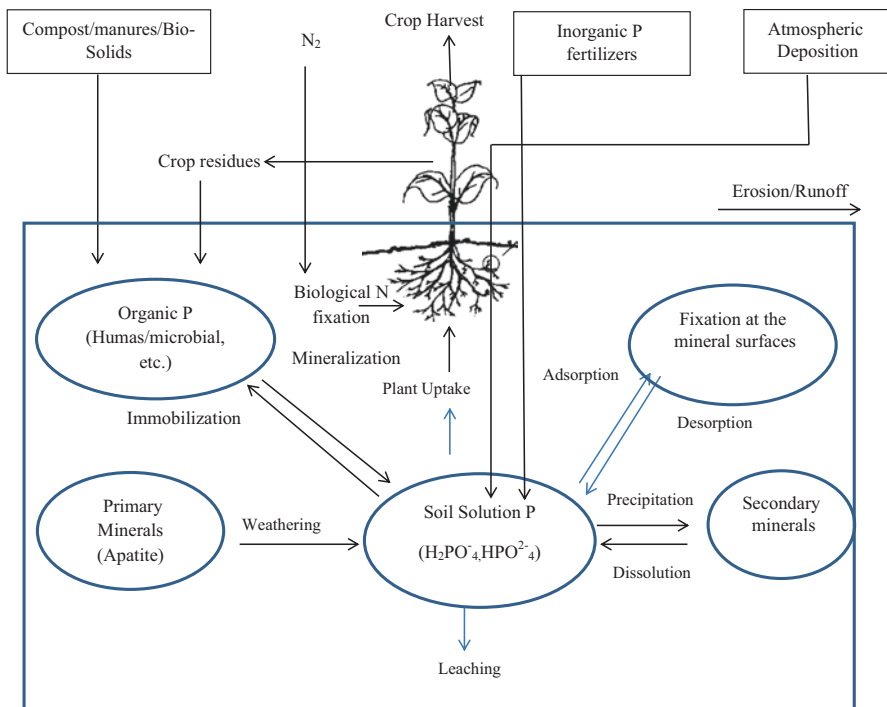 Compost/manures/Bio-
Solids
N₂
Crop Harvest
Inorganic P
fertilizers
Atmospheric
Deposition
Crop residues
Erosion/Runoff
Organic P
(Humas/microbial,
etc.)
Biological N
fixation
Mineralization
Immobilization
Plant Uptake
Fixation at the
mineral surfaces
Adsorption
Desorption
Primary
Minerals
(Apatite)
Weathering
Soil Solution P
(H₂PO⁻₄,HPO²⁻₄)
Precipitation
Dissolution
Secondary
minerals
Leaching